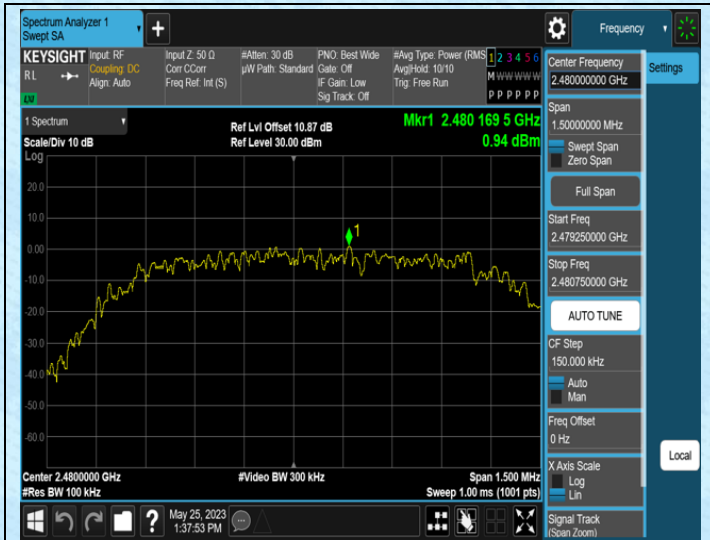 Spectrum Analyzer 1
Swept SA
Frequency
KEYSIGHT
RL
LXI
Input: RF
Coupling: DC
Align: Auto
Input Z: 50 Ω
Corr CCorr
Freq Ref: Int (S)
#Atten: 30 dB
µW Path: Standard
PNO: Best Wide
Gate: Off
IF Gain: Low
Sig Track: Off
#Avg Type: Power (RMS
Avg|Hold: 10/10
Trig: Free Run
1 2 3 4 5 6
M W W W W W
P P P P P P
1 Spectrum
Scale/Div 10 dB
Ref Lvl Offset 10.87 dB
Ref Level 30.00 dBm
Mkr1 2.480 169 5 GHz
0.94 dBm
Log
20.0
10.0
0.00
-10.0
-20.0
-30.0
-40.0
-50.0
-60.0
1
Center 2.4800000 GHz
#Res BW 100 kHz
#Video BW 300 kHz
Span 1.500 MHz
Sweep 1.00 ms (1001 pts)
?
May 25, 2023
1:37:53 PM
Center Frequency
2.480000000 GHz
Settings
Span
1.50000000 MHz
Swept Span
Zero Span
Full Span
Start Freq
2.479250000 GHz
Stop Freq
2.480750000 GHz
AUTO TUNE
CF Step
150.000 kHz
Auto
Man
Freq Offset
0 Hz
X Axis Scale
Log
Lin
Local
Signal Track
(Span Zoom)